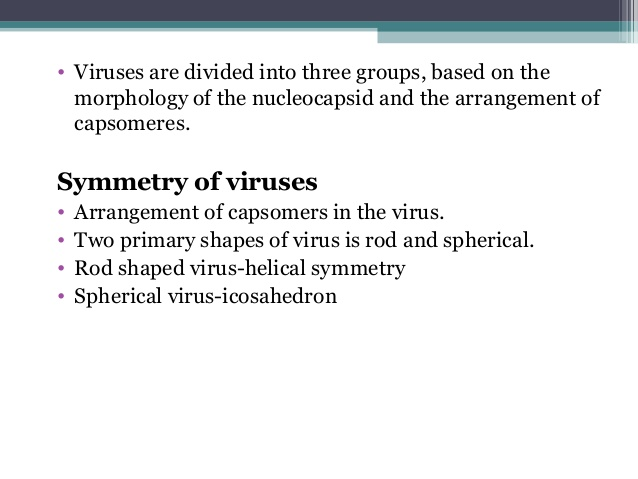 • Viruses are divided into three groups, based on the
morphology of the nucleocapsid and the arrangement of
capsomeres.
Symmetry of viruses
• Arrangement of capsomers in the virus.
• Two primary shapes of virus is rod and spherical.
• Rod shaped virus-helical symmetry
• Spherical virus-icosahedron